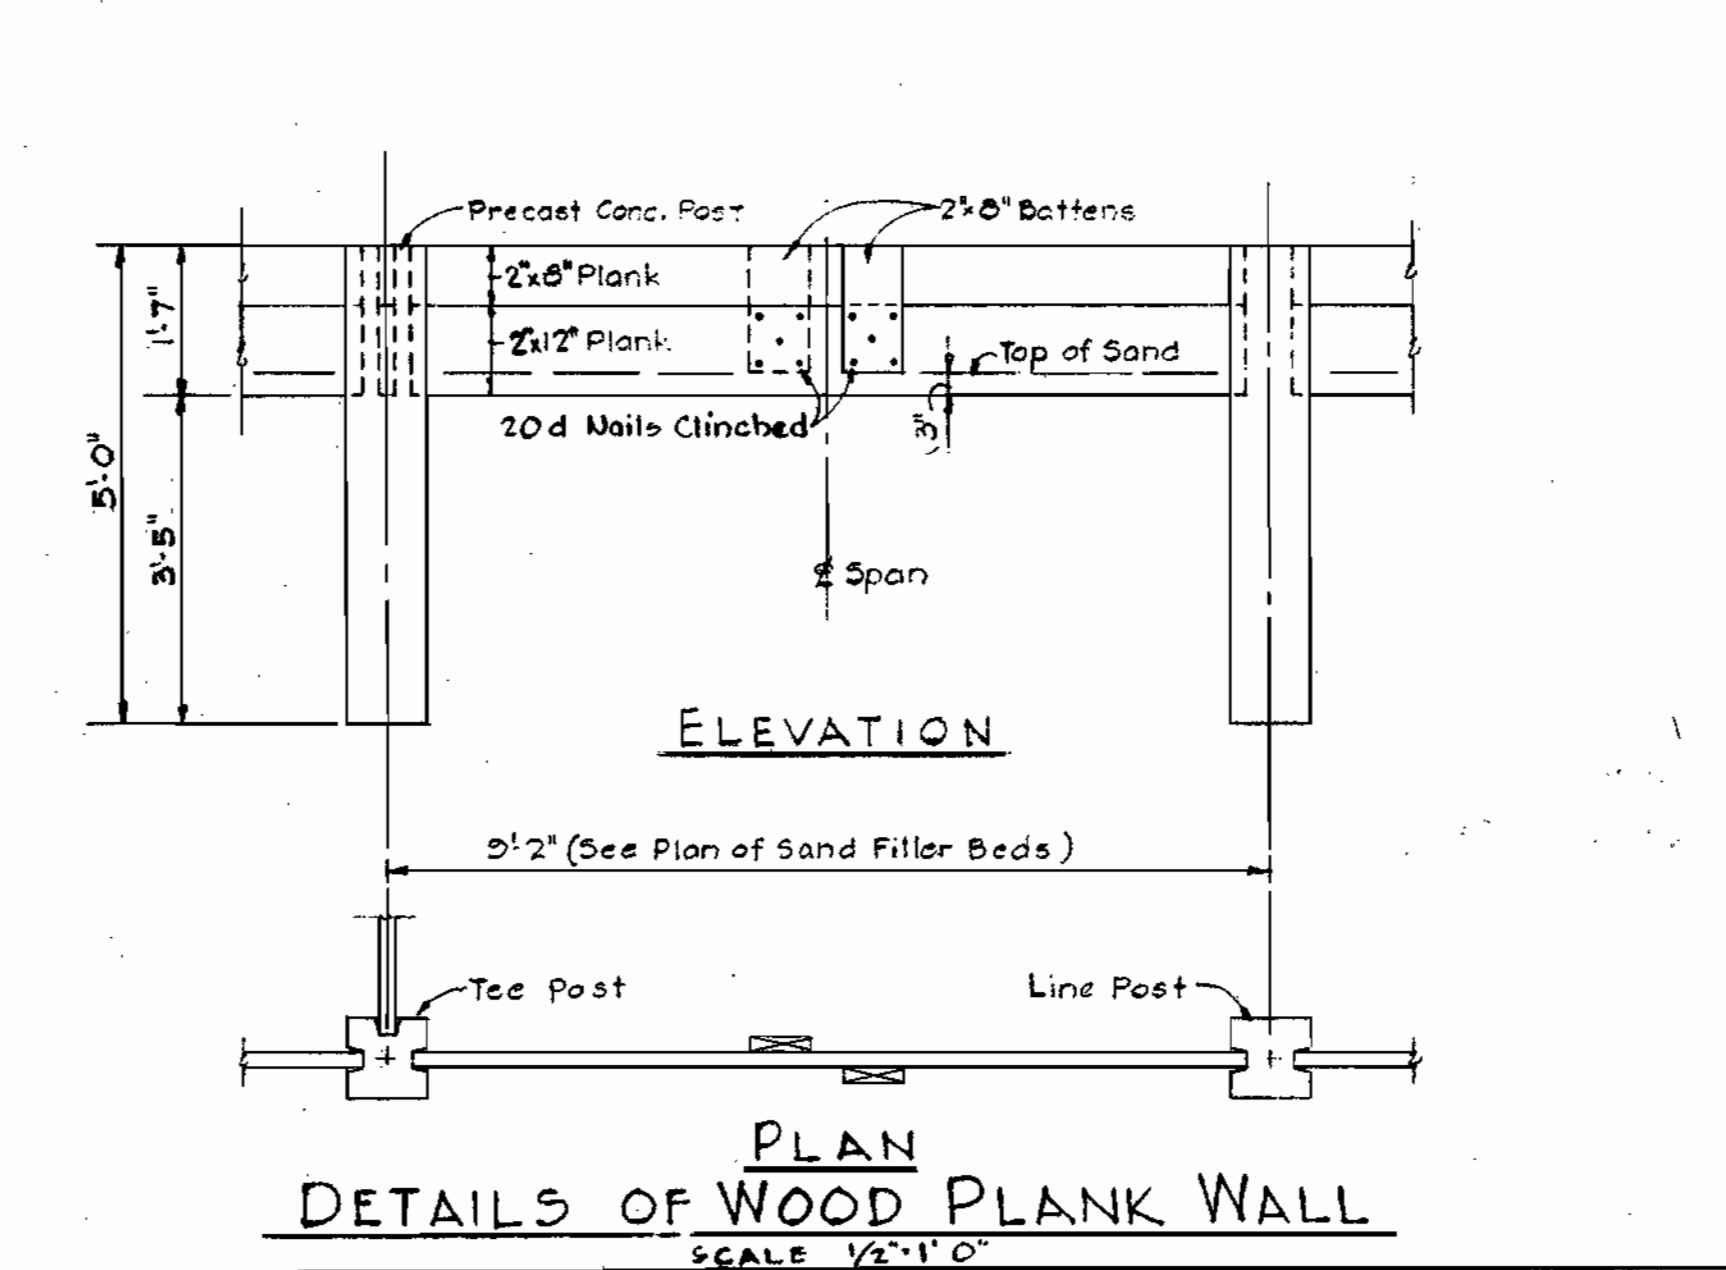 Precast Conc. Post
2"x8" Battens
2"x8" Plank
1'-7"
2"x12" Plank
Top of Sand
20d Nails Clinched
3"
5'-0"
3'-5"
℄ Span
ELEVATION
9'-2" (See Plan of Sand Filter Beds)
Tee Post
Line Post
PLAN
DETAILS OF WOOD PLANK WALL
SCALE 1/2"=1'0"